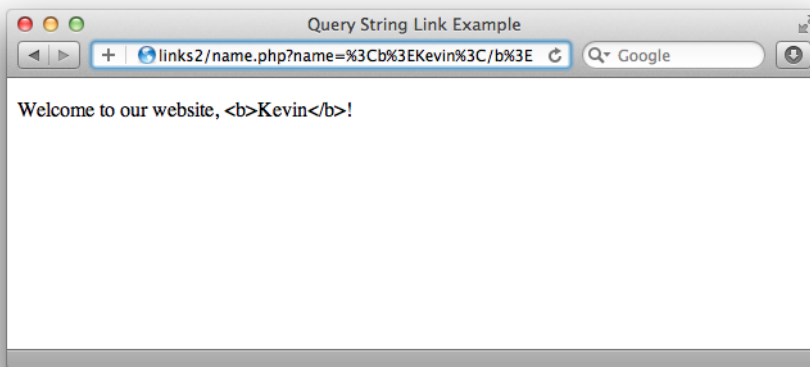 Query String Link Example
links2/name.php?name=%3Cb%3EKevin%3C/b%3E
Google
Welcome to our website, <b>Kevin</b>!